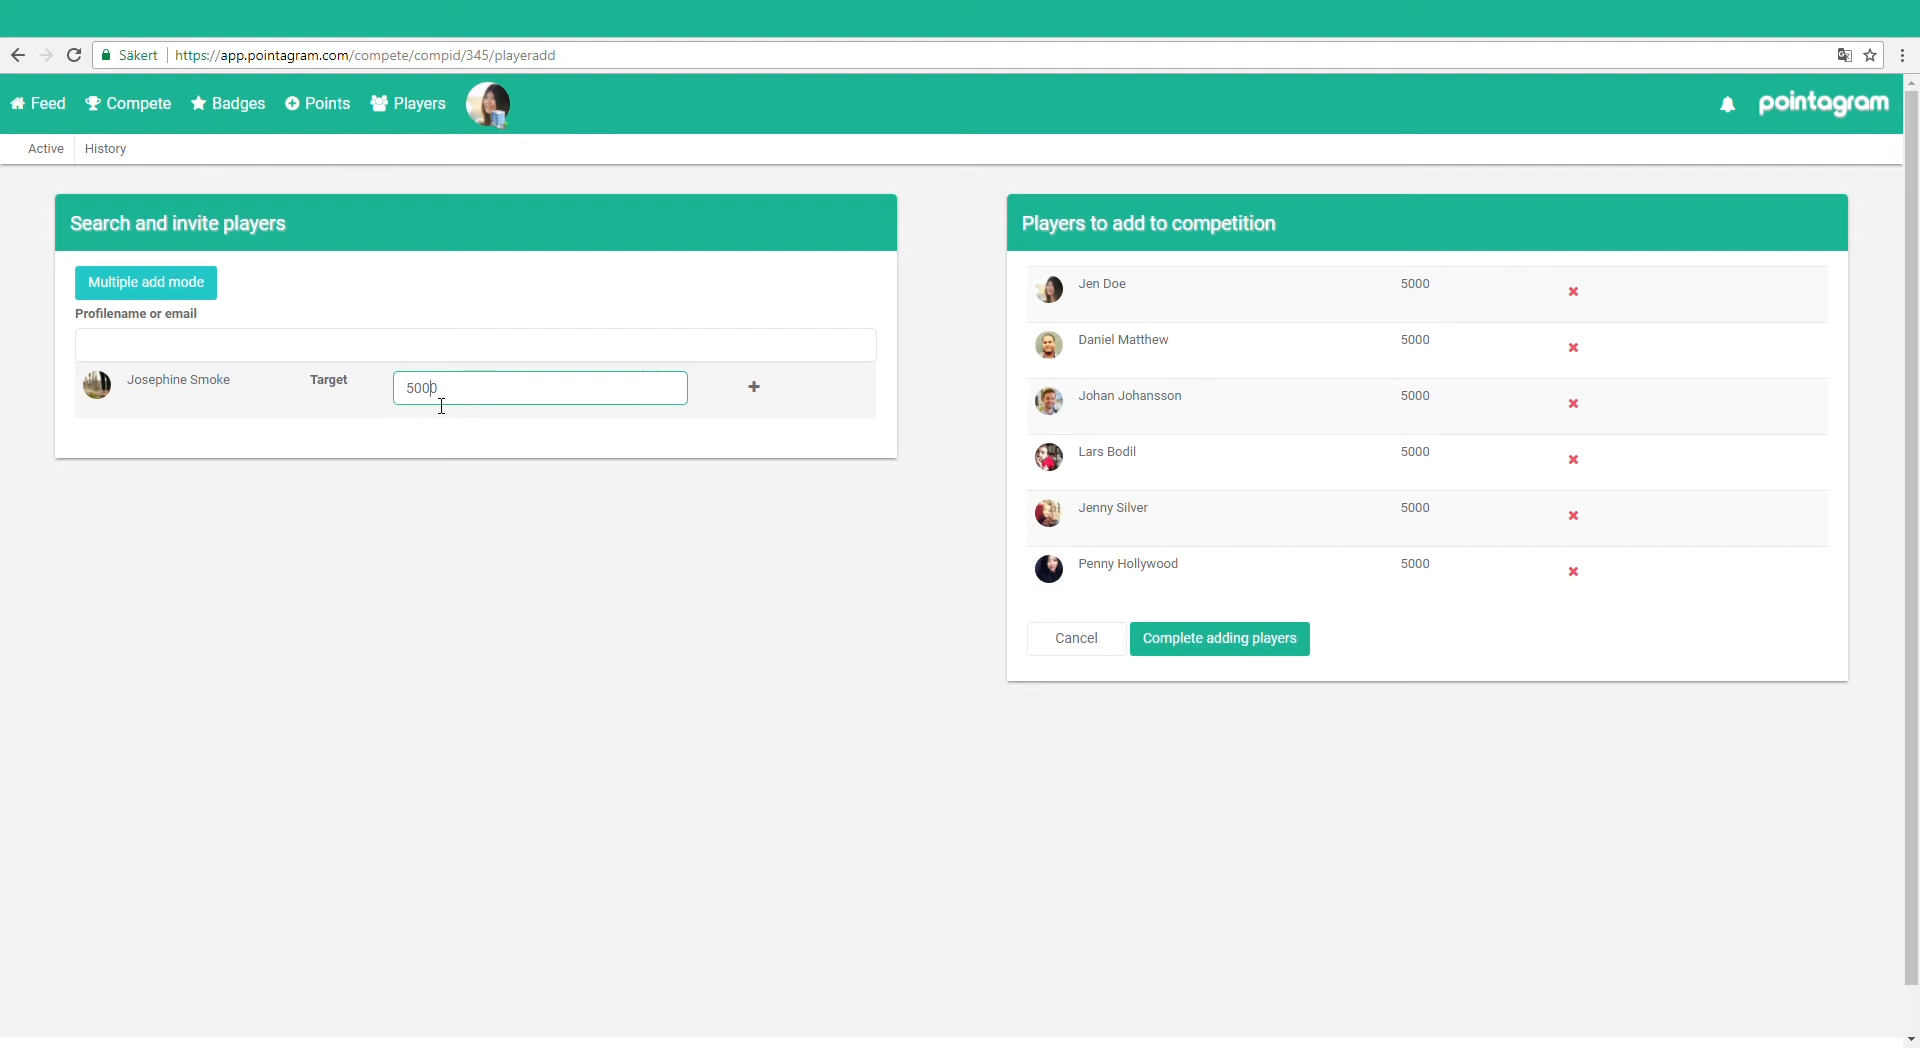 Säkert https://app.pointagram.com/compete/compid/345/playeradd
Feed Compete Badges Points Players pointagram
Active History
Search and invite players
Multiple add mode
Profilename or email
Josephine Smoke Target 5000
Players to add to competition
Jen Doe 5000
Daniel Matthew 5000
Johan Johansson 5000
Lars Bodil 5000
Jenny Silver 5000
Penny Hollywood 5000
Cancel Complete adding players